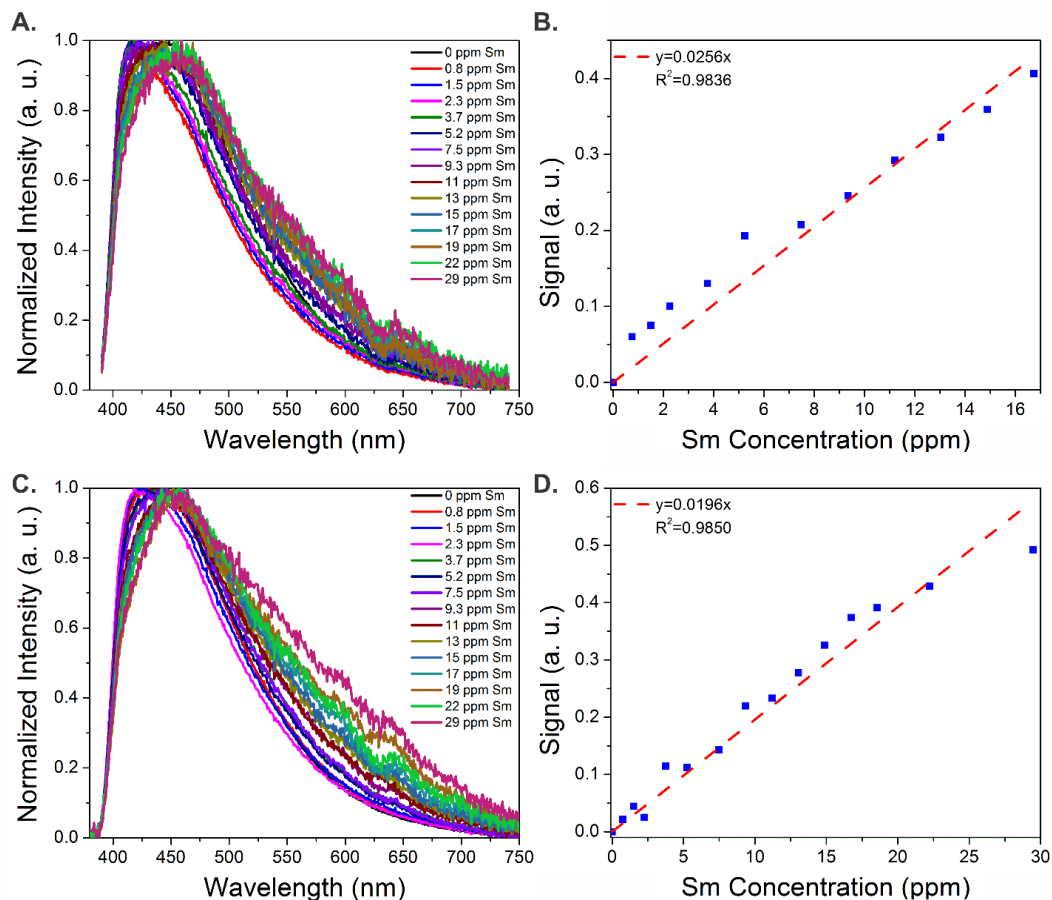 A.
1.0
0.8
0.6
0.4
0.2
0.0
Normalized Intensity (a. u.)
400 450 500 550 600 650 700 750
Wavelength (nm)
0 ppm Sm
0.8 ppm Sm
1.5 ppm Sm
2.3 ppm Sm
3.7 ppm Sm
5.2 ppm Sm
7.5 ppm Sm
9.3 ppm Sm
11 ppm Sm
13 ppm Sm
15 ppm Sm
17 ppm Sm
19 ppm Sm
22 ppm Sm
29 ppm Sm
B.
y=0.0256x
R²=0.9836
0.4
0.3
0.2
0.1
0.0
Signal (a. u.)
0 2 4 6 8 10 12 14 16
Sm Concentration (ppm)
C.
1.0
0.8
0.6
0.4
0.2
0.0
Normalized Intensity (a. u.)
400 450 500 550 600 650 700 750
Wavelength (nm)
0 ppm Sm
0.8 ppm Sm
1.5 ppm Sm
2.3 ppm Sm
3.7 ppm Sm
5.2 ppm Sm
7.5 ppm Sm
9.3 ppm Sm
11 ppm Sm
13 ppm Sm
15 ppm Sm
17 ppm Sm
19 ppm Sm
22 ppm Sm
29 ppm Sm
D.
y=0.0196x
R²=0.9850
0.6
0.5
0.4
0.3
0.2
0.1
0.0
Signal (a. u.)
0 5 10 15 20 25 30
Sm Concentration (ppm)